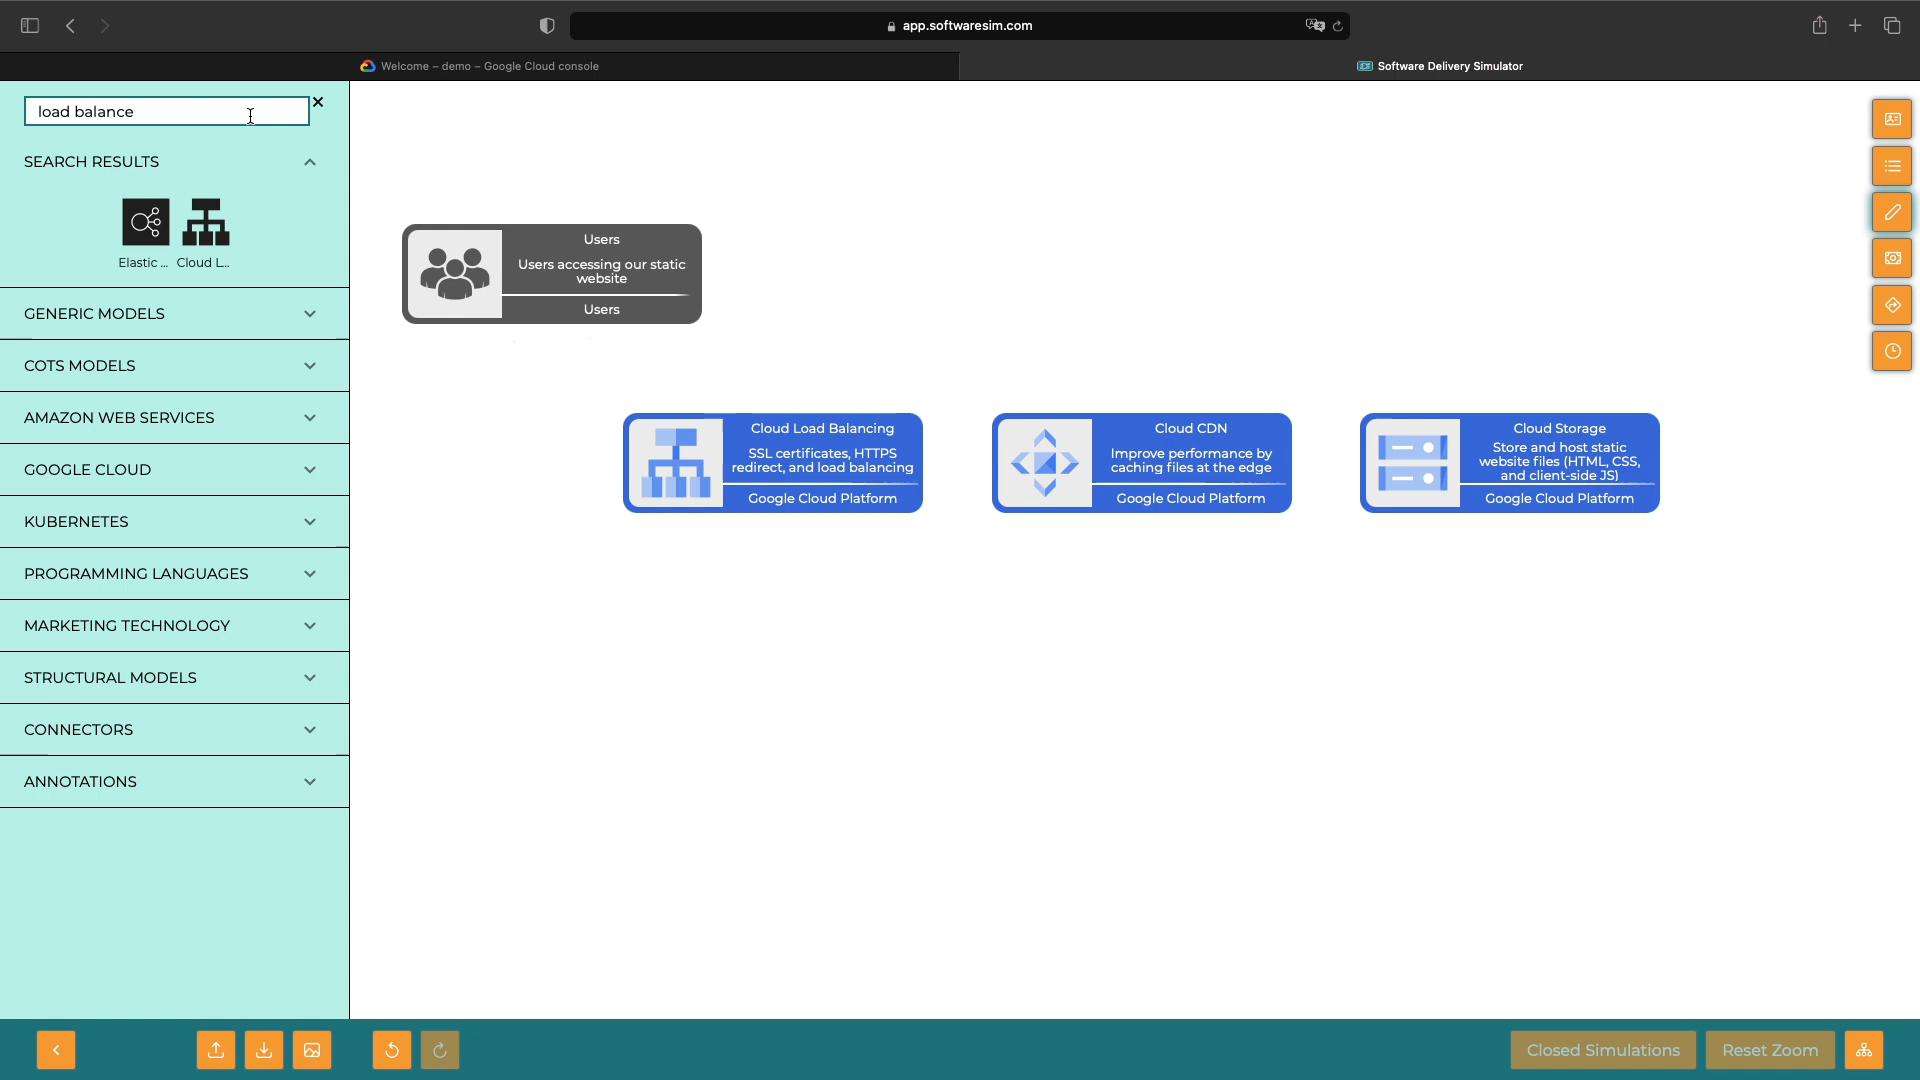 app.softwaresim.com
Welcome – demo – Google Cloud console
Software Delivery Simulator
load balance
SEARCH RESULTS
Elastic ...
Cloud L...
GENERIC MODELS
COTS MODELS
AMAZON WEB SERVICES
GOOGLE CLOUD
KUBERNETES
PROGRAMMING LANGUAGES
MARKETING TECHNOLOGY
STRUCTURAL MODELS
CONNECTORS
ANNOTATIONS
Users
Users accessing our static
website
Users
Cloud Load Balancing
SSL certificates, HTTPS
redirect, and load balancing
Google Cloud Platform
Cloud CDN
Improve performance by
caching files at the edge
Google Cloud Platform
Cloud Storage
Store and host static
website files (HTML, CSS,
and client-side JS)
Google Cloud Platform
Closed Simulations
Reset Zoom